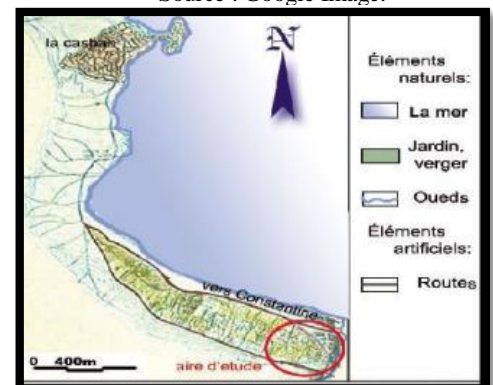 Source : Google Image.
la casbah
N
Éléments
naturels:
La mer
Jardin,
verger
Oueds
Éléments
artificiels:
Routes
vers Constantine
0 400m
aire d'etude